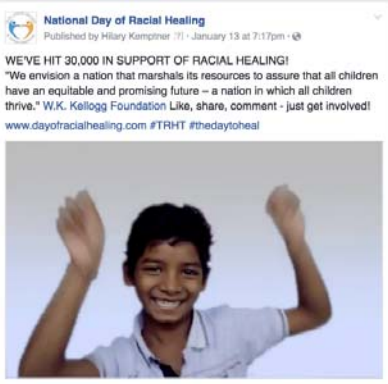 National Day of Racial Healing
Published by Hilary Kemptner [?] · January 13 at 7:17pm ·
WE'VE HIT 30,000 IN SUPPORT OF RACIAL HEALING!
"We envision a nation that marshals its resources to assure that all children
have an equitable and promising future – a nation in which all children
thrive." W.K. Kellogg Foundation Like, share, comment - just get involved!
www.dayofracialhealing.com #TRHT #thedaytoheal